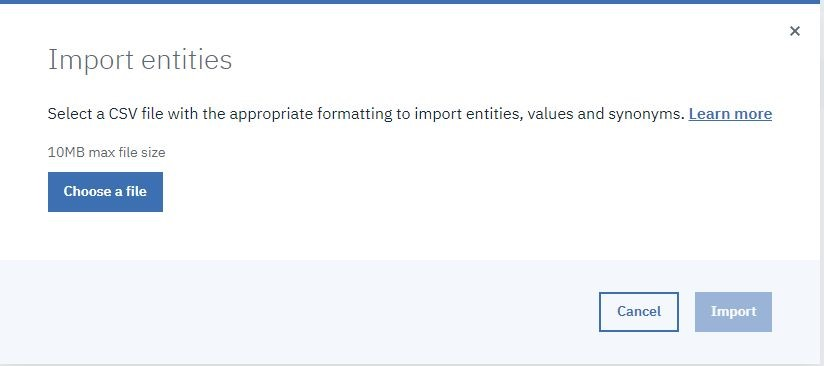 Import entities
Select a CSV file with the appropriate formatting to import entities, values and synonyms. Learn more
10MB max file size
Choose a file
Cancel Import